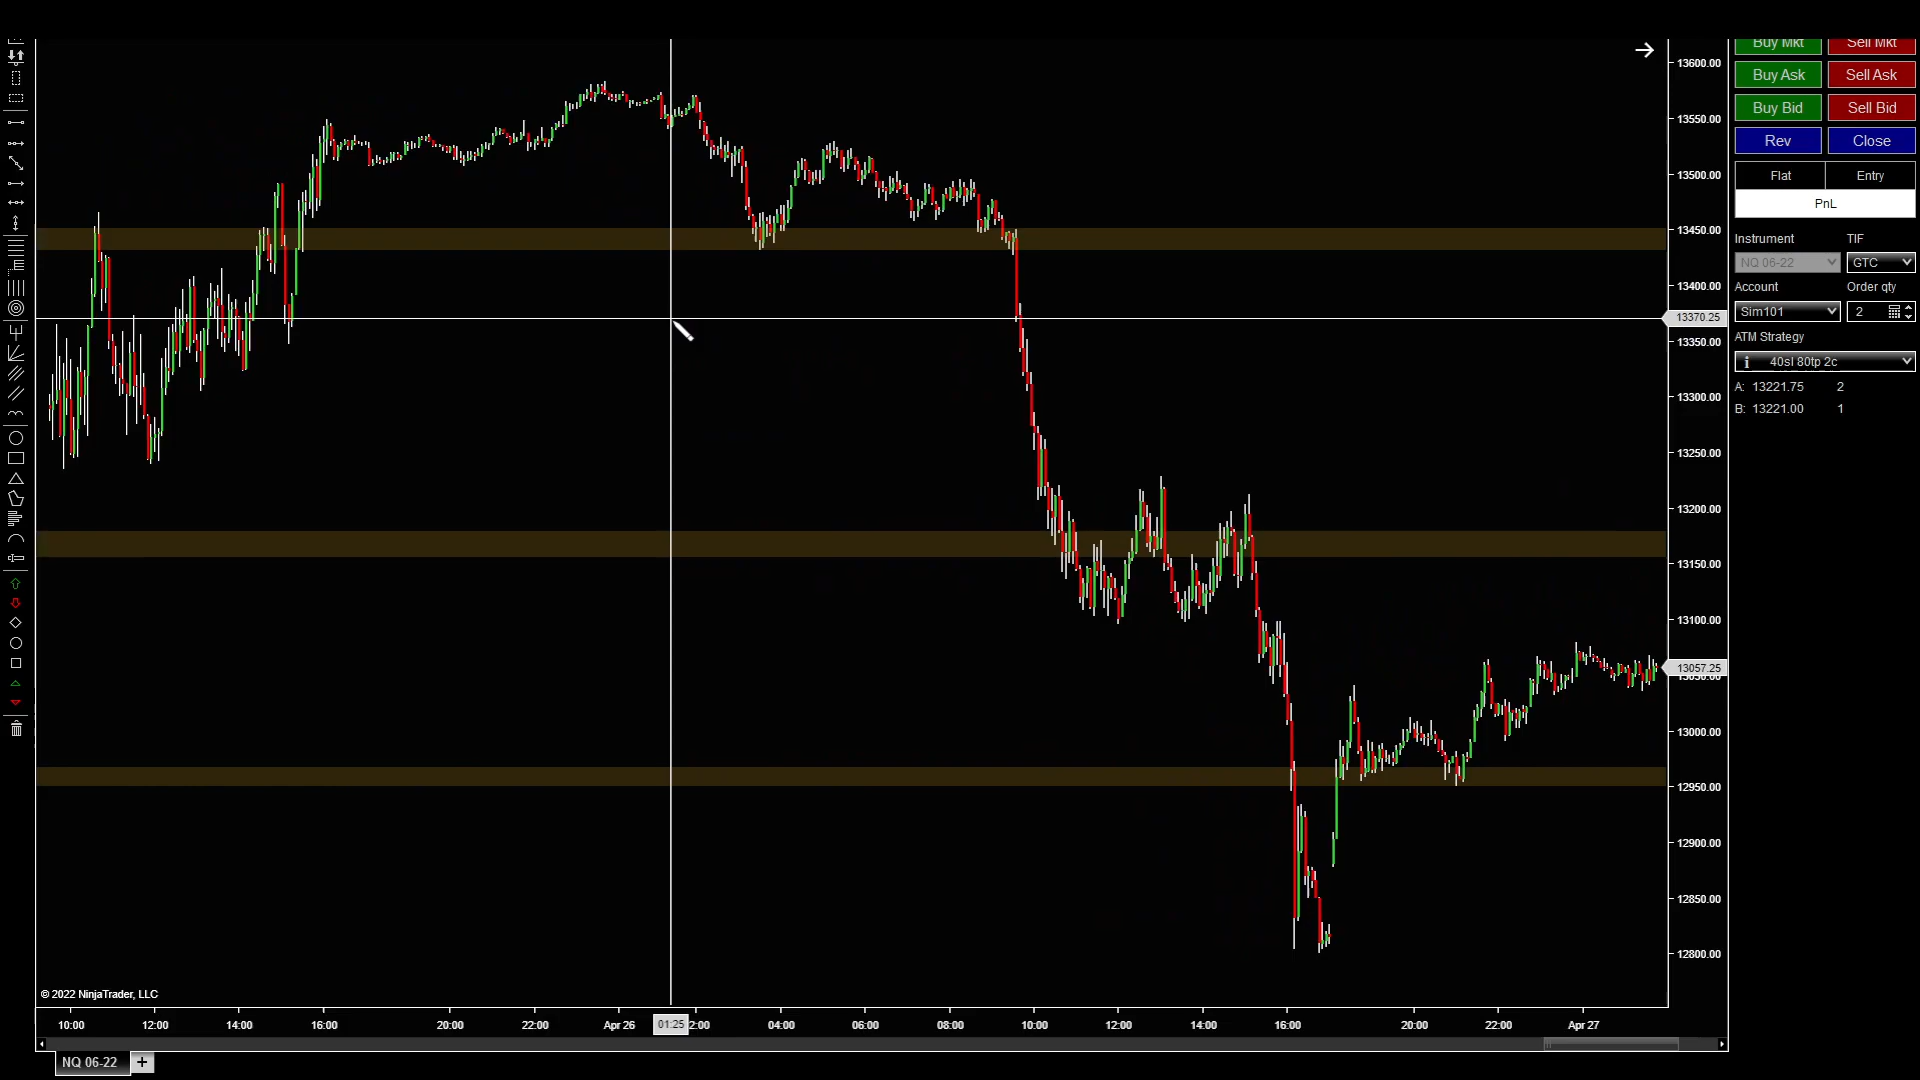 Buy Mkt Sell Mkt
Buy Ask Sell Ask
Buy Bid Sell Bid
Rev Close
Flat Entry
PnL
Instrument TIF
NQ 06-22 GTC
Account Order qty
Sim101 2
ATM Strategy
40sl 80tp 2c
A: 13221.75 2
B: 13221.00 1
13600.00
13550.00
13500.00
13450.00
13400.00
13370.25
13350.00
13300.00
13250.00
13200.00
13150.00
13100.00
13057.25
13050.00
13000.00
12950.00
12900.00
12850.00
12800.00
© 2022 NinjaTrader, LLC
10:00 12:00 14:00 16:00 20:00 22:00 Apr 26 01:25 2:00 04:00 06:00 08:00 10:00 12:00 14:00 16:00 20:00 22:00 Apr 27
NQ 06-22 +